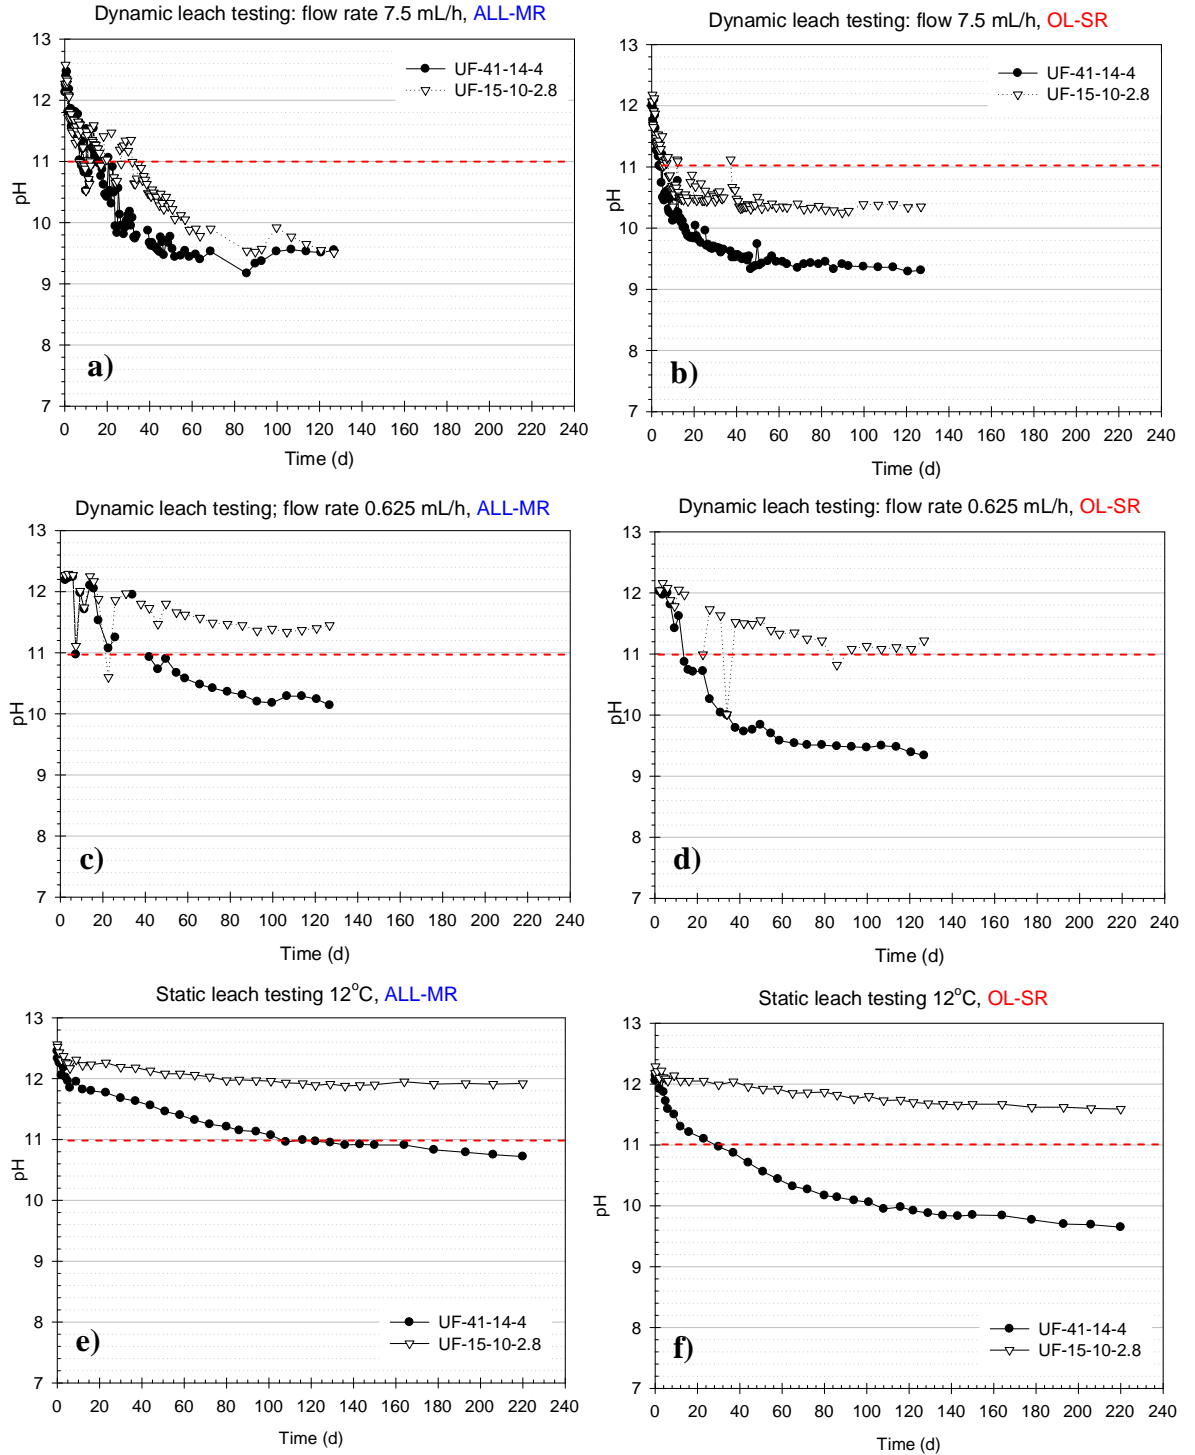 Dynamic leach testing: flow rate 7.5 mL/h, ALL-MR
13
12
11
10
9
8
7
pH
UF-41-14-4
UF-15-10-2.8
a)
0 20 40 60 80 100 120 140 160 180 200 220 240
Time (d)
Dynamic leach testing: flow 7.5 mL/h, OL-SR
13
12
11
10
9
8
7
pH
UF-41-14-4
UF-15-10-2.8
b)
0 20 40 60 80 100 120 140 160 180 200 220 240
Time (d)
Dynamic leach testing; flow rate 0.625 mL/h, ALL-MR
13
12
11
10
9
8
7
pH
c)
0 20 40 60 80 100 120 140 160 180 200 220 240
Time (d)
Dynamic leach testing: flow rate 0.625 mL/h, OL-SR
13
12
11
10
9
8
7
pH
d)
0 20 40 60 80 100 120 140 160 180 200 220 240
Time (d)
Static leach testing 12°C, ALL-MR
13
12
11
10
9
8
7
pH
UF-41-14-4
UF-15-10-2.8
e)
0 20 40 60 80 100 120 140 160 180 200 220 240
Time (d)
Static leach testing 12°C, OL-SR
13
12
11
10
9
8
7
pH
UF-41-14-4
UF-15-10-2.8
f)
0 20 40 60 80 100 120 140 160 180 200 220 240
Time (d)